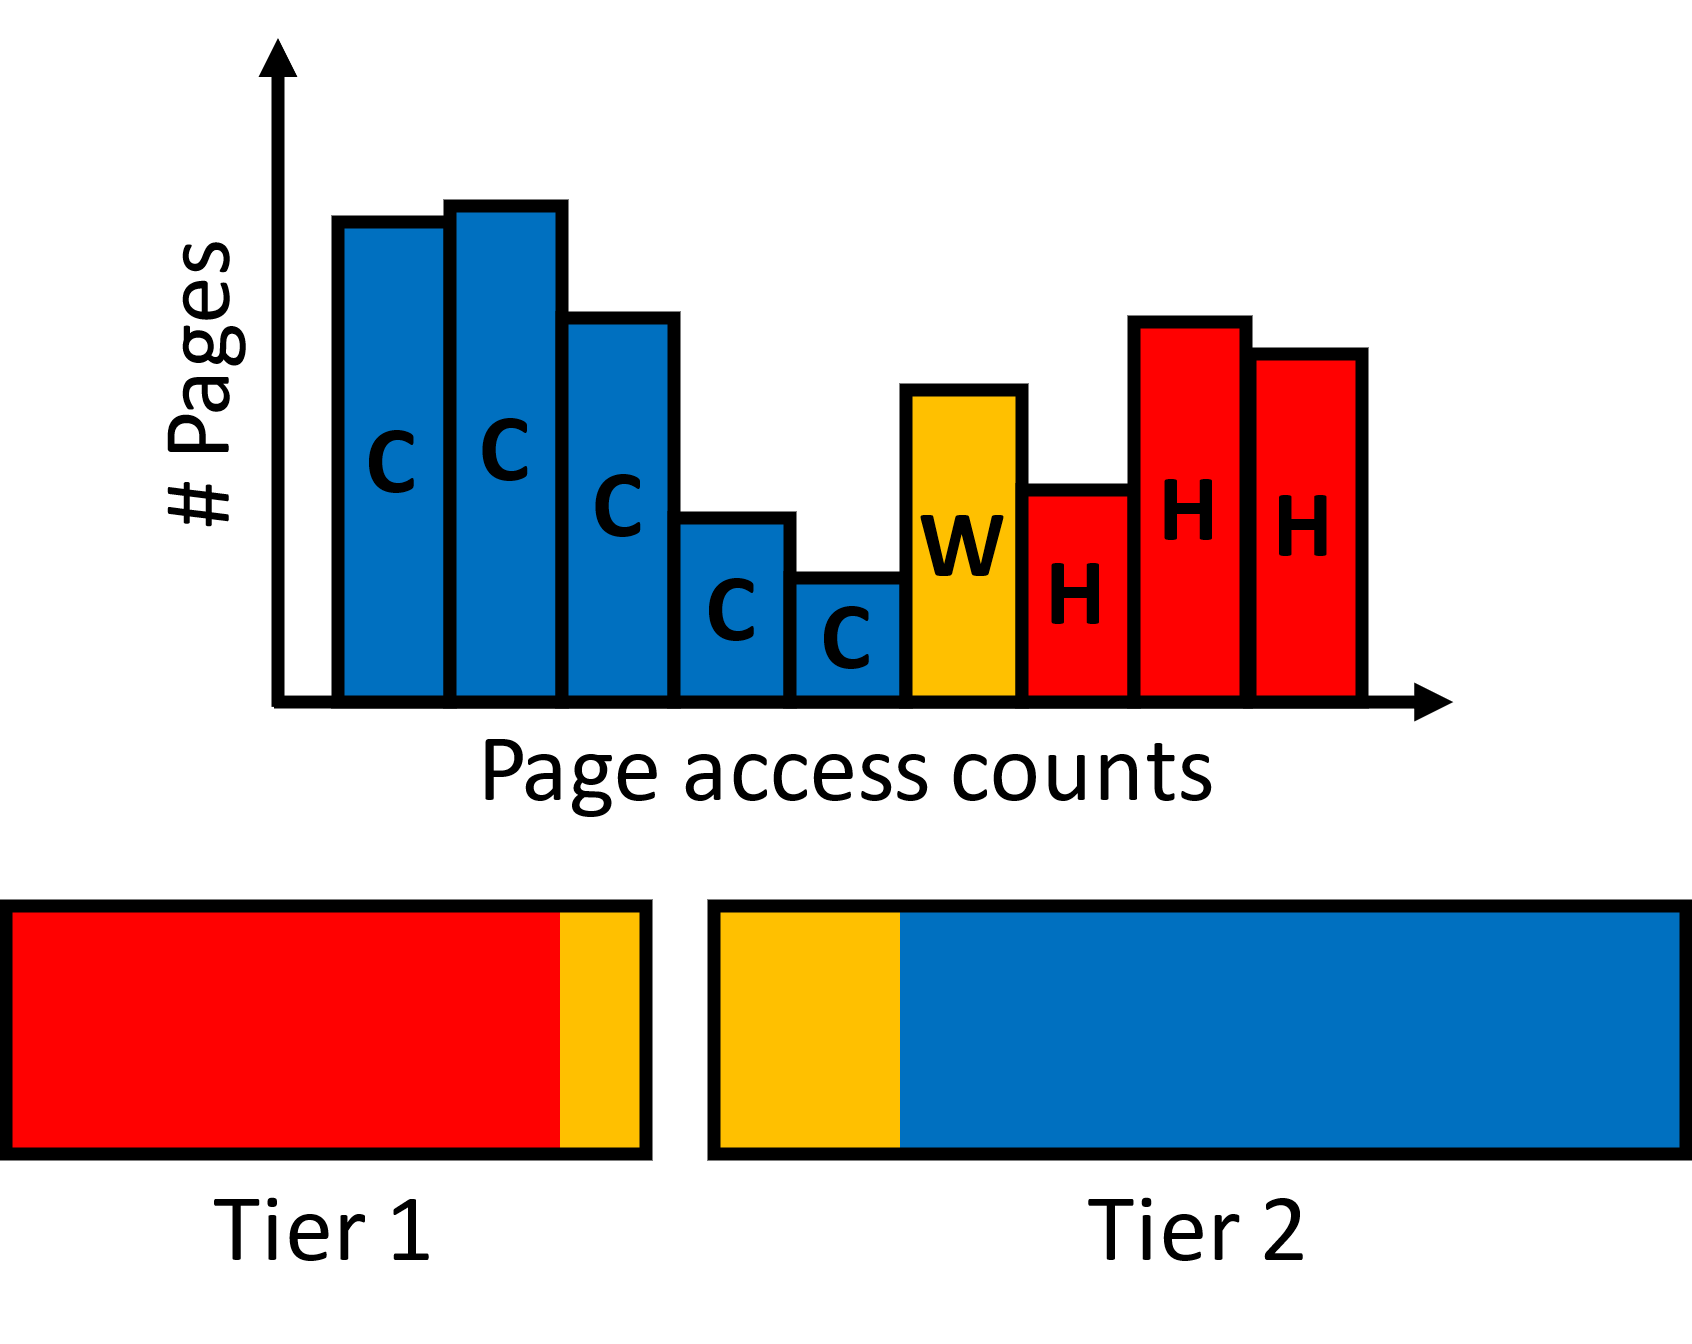 # Pages
C
C
C
C
C
W
H
H
H
Page access counts
Tier 1
Tier 2